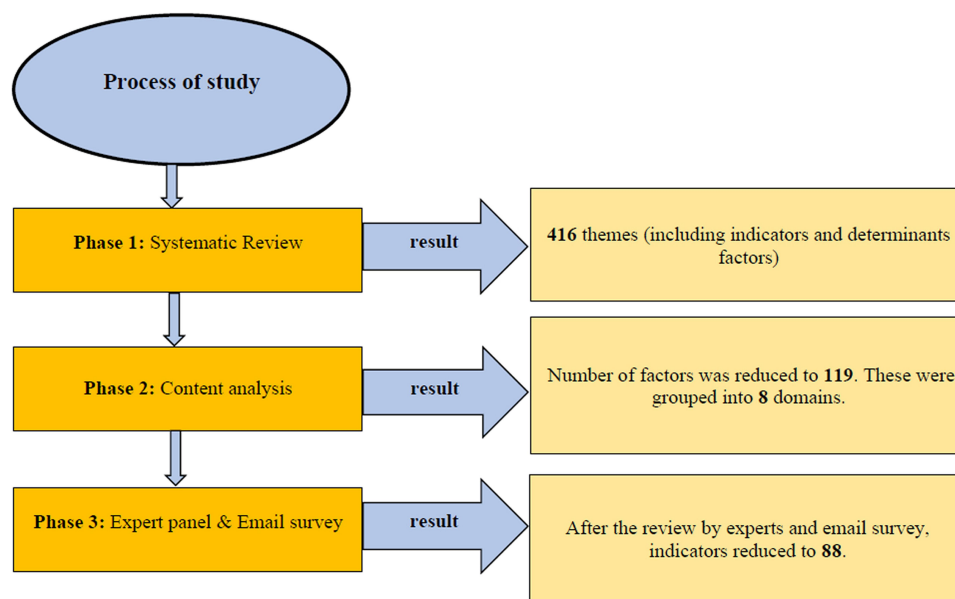 Process of study
Phase 1: Systematic Review
result
416 themes (including indicators and determinants
factors)
Phase 2: Content analysis
result
Number of factors was reduced to 119. These were
grouped into 8 domains.
Phase 3: Expert panel & Email survey
result
After the review by experts and email survey,
indicators reduced to 88.